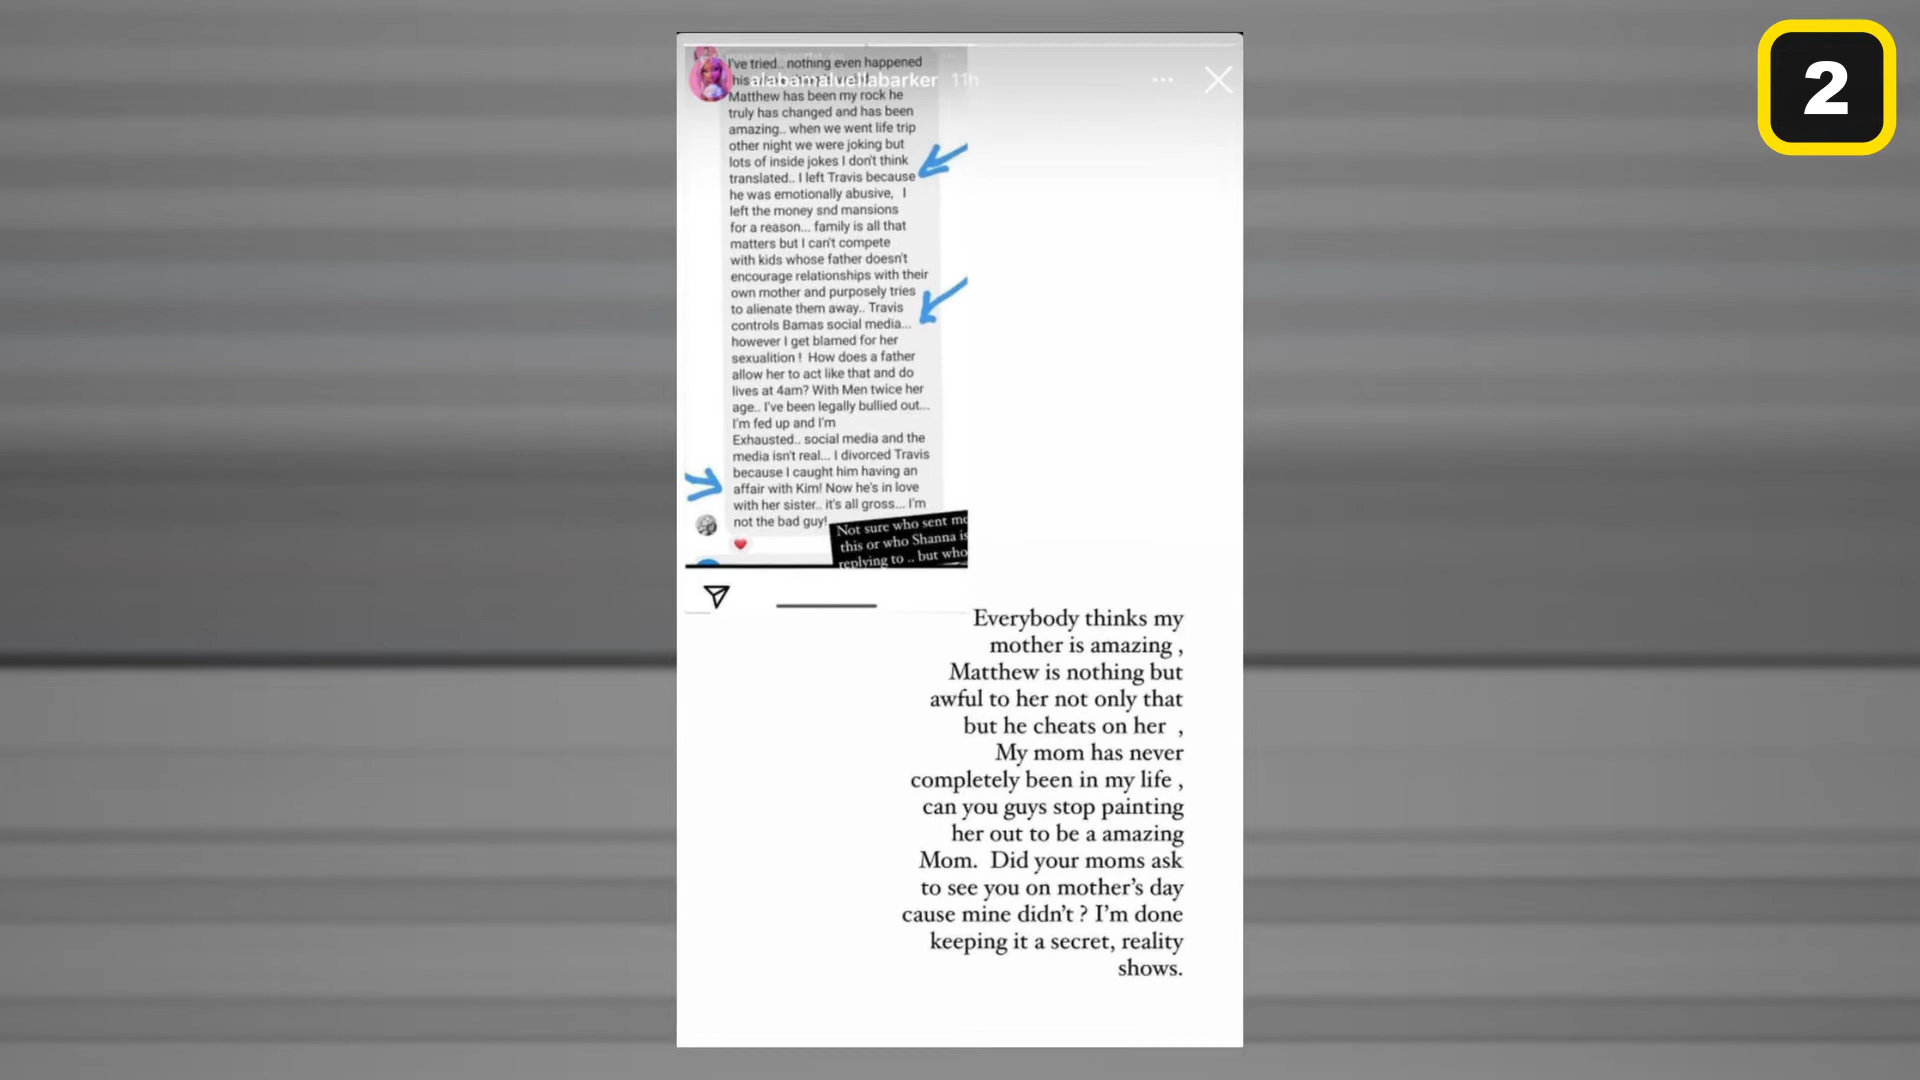 2
alabamaluellabarker 11h
I've tried.. nothing even happened
his
Matthew has been my rock he
truly has changed and has been
amazing.. when we went life trip
other night we were joking but
lots of inside jokes I don't think
translated.. I left Travis because
he was emotionally abusive, I
left the money snd mansions
for a reason... family is all that
matters but I can't compete
with kids whose father doesn't
encourage relationships with their
own mother and purposely tries
to alienate them away.. Travis
controls Bamas social media...
however I get blamed for her
sexualition ! How does a father
allow her to act like that and do
lives at 4am? With Men twice her
age.. I've been legally bullied out...
I'm fed up and I'm
Exhausted.. social media and the
media isn't real... I divorced Travis
because I caught him having an
affair with Kim! Now he's in love
with her sister.. it's all gross... I'm
not the bad guy!
Not sure who sent me
this or who Shanna is
replying to .. but who
Everybody thinks my
mother is amazing ,
Matthew is nothing but
awful to her not only that
but he cheats on her ,
My mom has never
completely been in my life ,
can you guys stop painting
her out to be a amazing
Mom. Did your moms ask
to see you on mother's day
cause mine didn't ? I'm done
keeping it a secret, reality
shows.